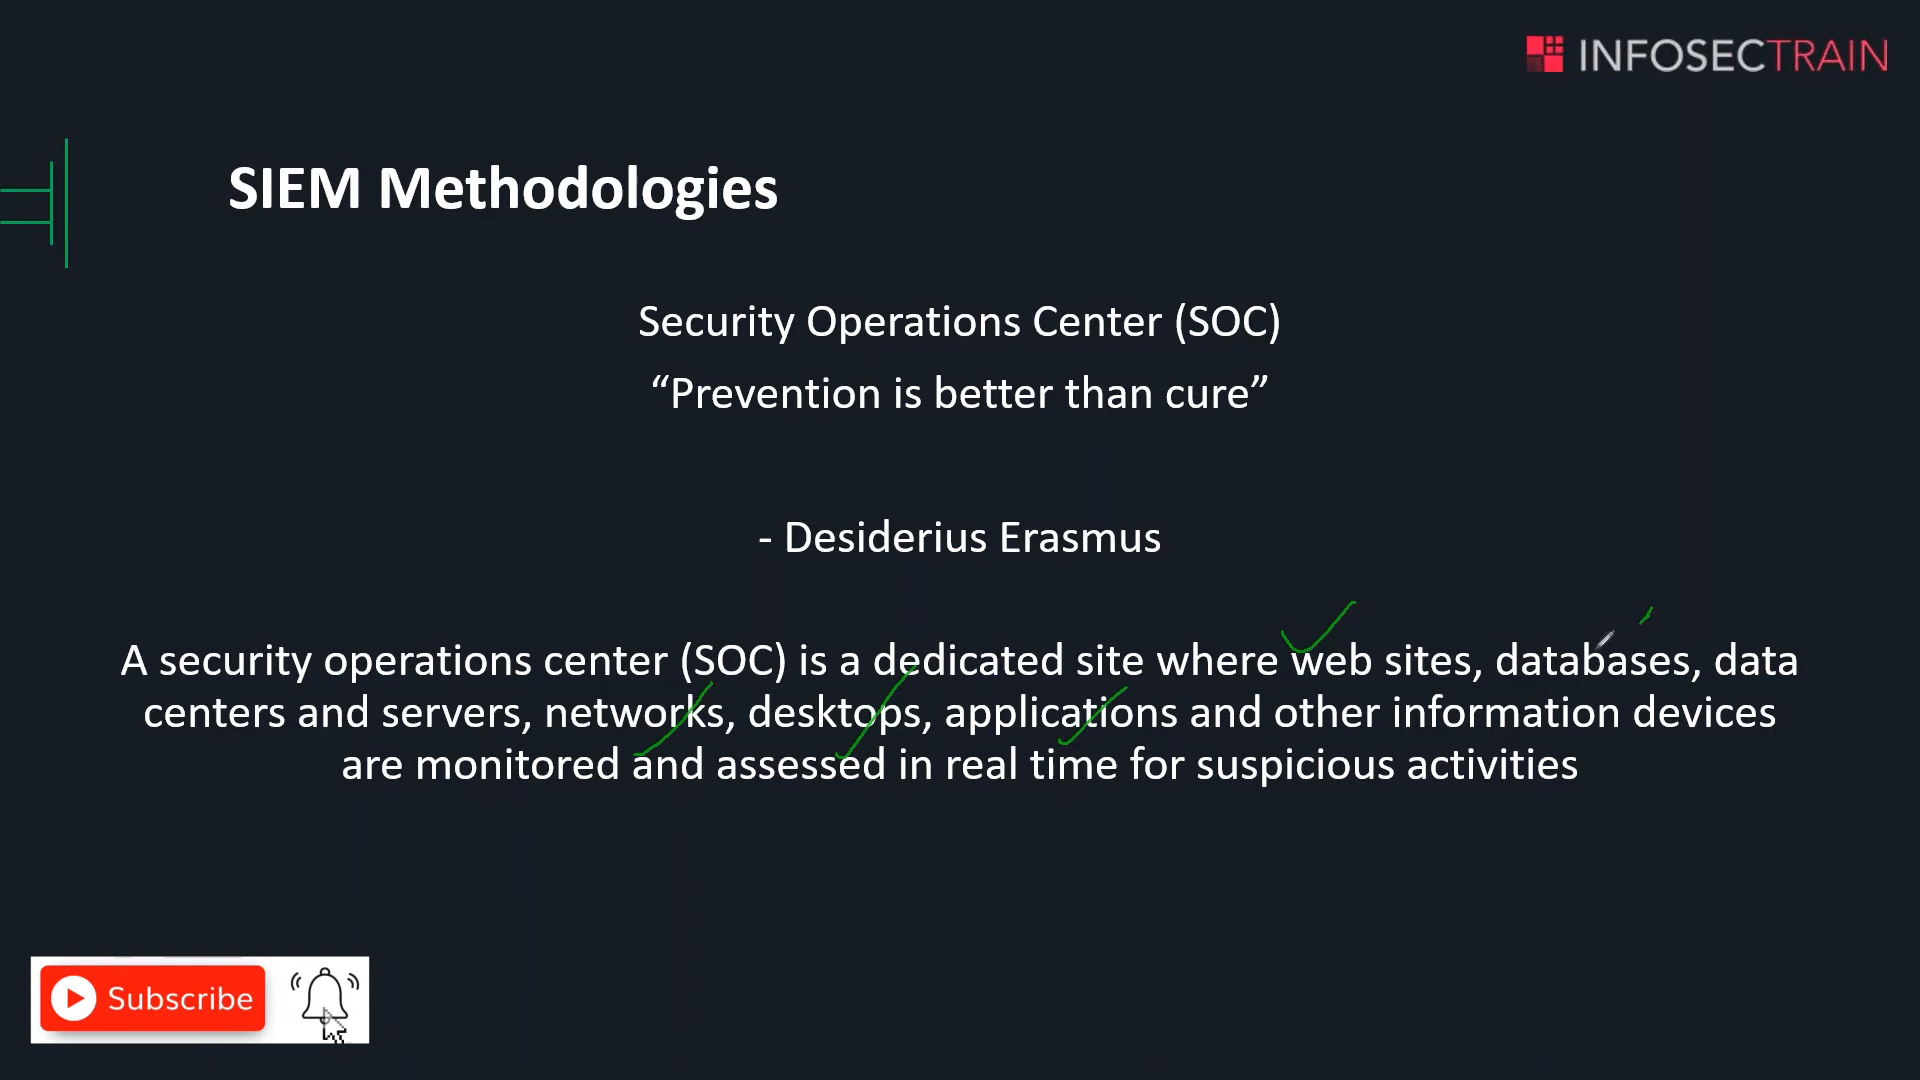 INFOSECTRAIN
SIEM Methodologies
Security Operations Center (SOC)
“Prevention is better than cure”
- Desiderius Erasmus
A security operations center (SOC) is a dedicated site where web sites, databases, data
centers and servers, networks, desktops, applications and other information devices
are monitored and assessed in real time for suspicious activities
Subscribe